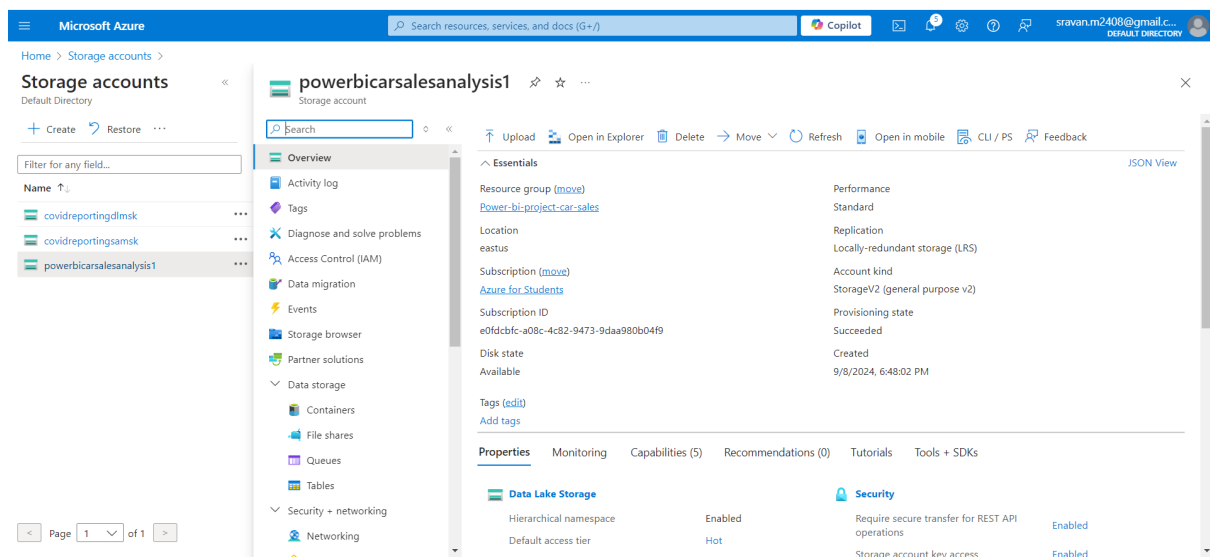 Microsoft Azure
Search resources, services, and docs (G+/)
Copilot
5
sravan.m2408@gmail.c...
DEFAULT DIRECTORY
Home > Storage accounts >
Storage accounts
Default Directory
Create Restore ...
Filter for any field...
Name ↑↓
covidreportingdlmsk ...
covidreportingsamsk ...
powerbicarsalesanalysis1 ...
< Page 1 of 1 >
powerbicarsalesanalysis1 ...
Storage account
Search
Overview
Activity log
Tags
Diagnose and solve problems
Access Control (IAM)
Data migration
Events
Storage browser
Partner solutions
Data storage
Containers
File shares
Queues
Tables
Security + networking
Networking
Upload Open in Explorer Delete Move Refresh Open in mobile CLI / PS Feedback
Essentials
JSON View
Resource group (move)
Power-bi-project-car-sales
Location
eastus
Subscription (move)
Azure for Students
Subscription ID
e0fdcbfc-a08c-4c82-9473-9daa980b04f9
Disk state
Available
Performance
Standard
Replication
Locally-redundant storage (LRS)
Account kind
StorageV2 (general purpose v2)
Provisioning state
Succeeded
Created
9/8/2024, 6:48:02 PM
Tags (edit)
Add tags
Properties Monitoring Capabilities (5) Recommendations (0) Tutorials Tools + SDKs
Data Lake Storage
Hierarchical namespace Enabled
Default access tier Hot
Security
Require secure transfer for REST API
operations
Enabled
Storage account key access Enabled